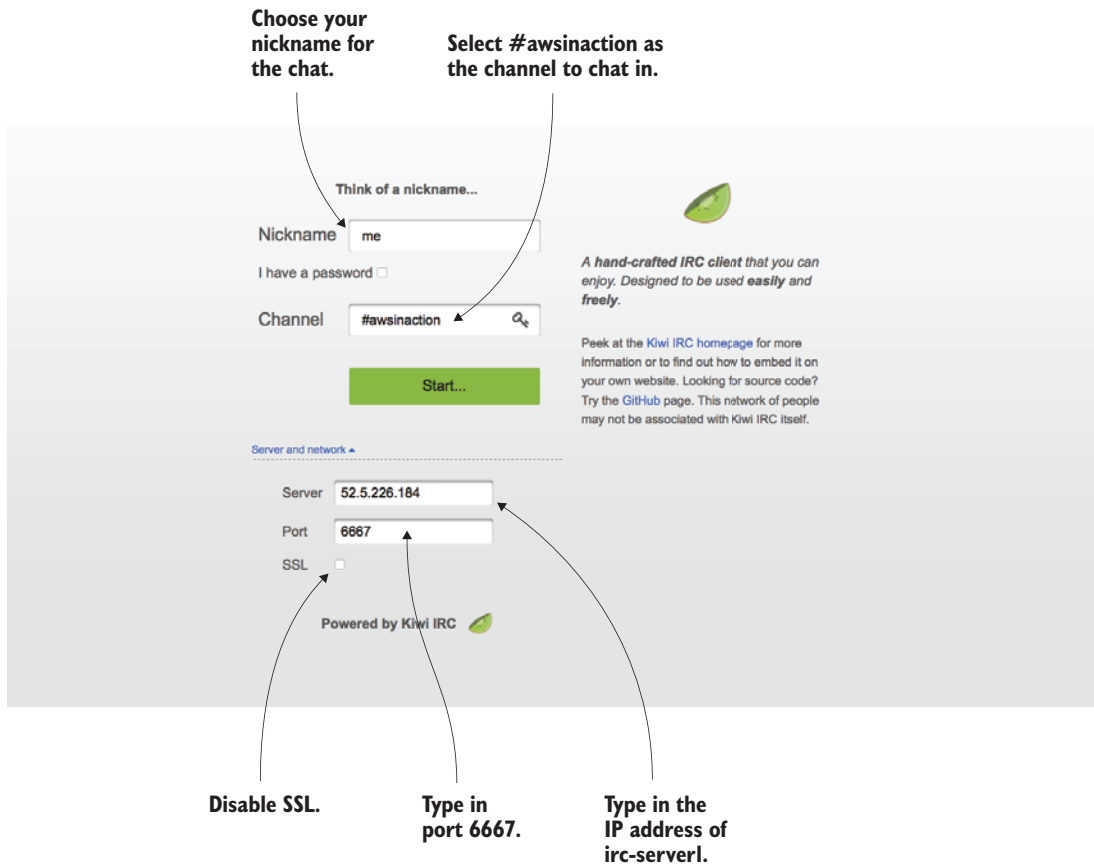 Choose your
nickname for
the chat.
Select #awsinaction as
the channel to chat in.
Think of a nickname...
Nickname
me
I have a password
Channel
#awsinaction
Start...
A hand-crafted IRC client that you can
enjoy. Designed to be used easily and
freely.
Peek at the Kiwi IRC homepage for more
information or to find out how to embed it on
your own website. Looking for source code?
Try the GitHub page. This network of people
may not be associated with Kiwi IRC itself.
Server and network
Server
52.5.226.184
Port
6667
SSL
Powered by Kiwi IRC
Disable SSL.
Type in
port 6667.
Type in the
IP address of
irc-server1.